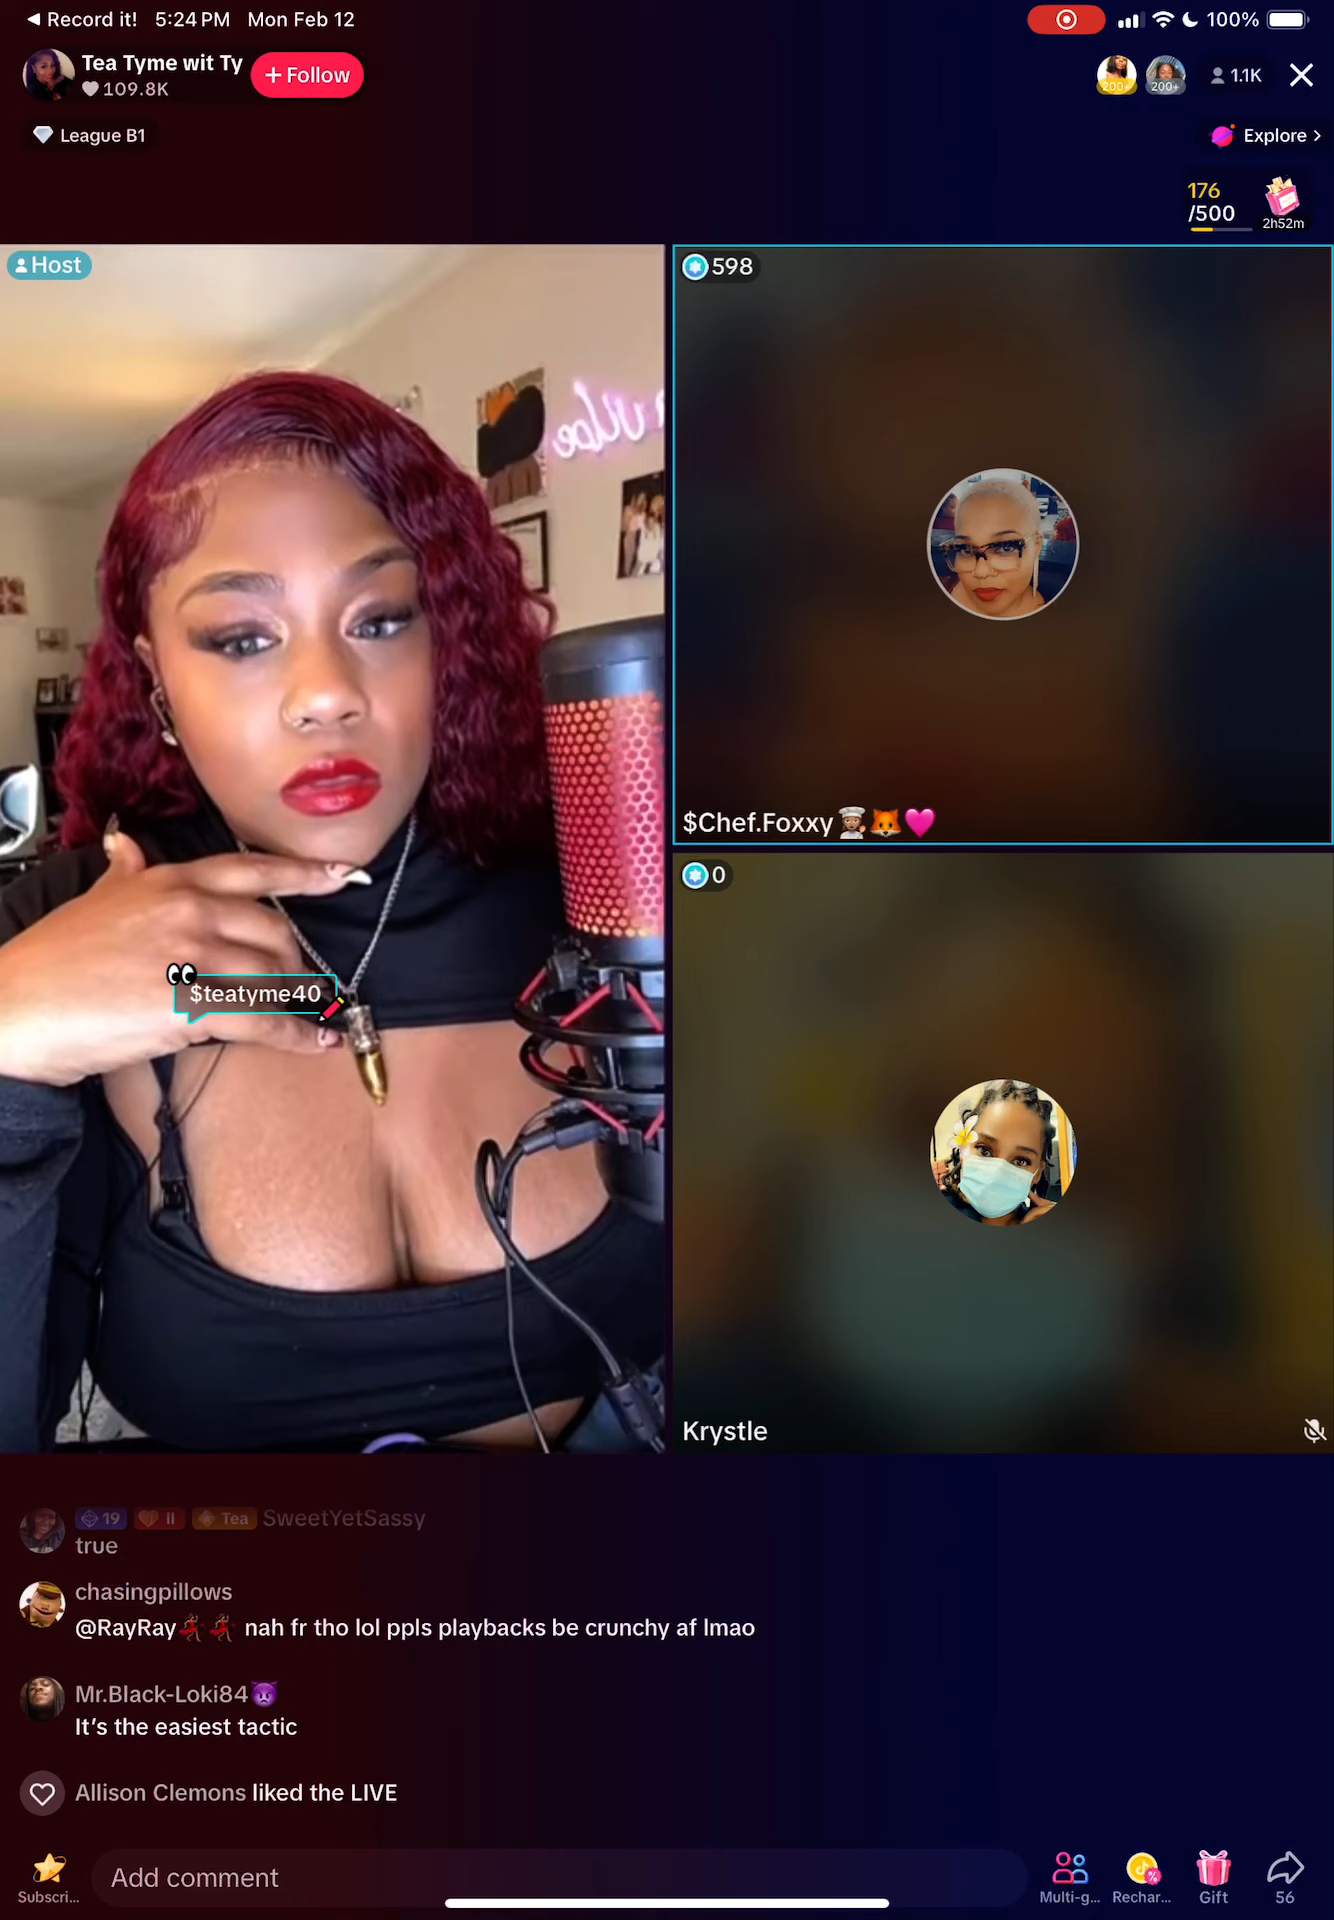 Record it! 5:24 PM Mon Feb 12
100%
Tea Tyme wit Ty
109.8K
+ Follow
200+
200+
1.1K
League B1
Explore >
176
/500
2h52m
Host
598
$Chef.Foxxy
$teatyme40
0
Krystle
19 II Tea SweetYetSassy
true
chasingpillows
@RayRay nah fr tho lol ppls playbacks be crunchy af lmao
Mr.Black-Loki84
It's the easiest tactic
Allison Clemons liked the LIVE
Add comment
Subscri...
Multi-g...
Rechar...
Gift
56